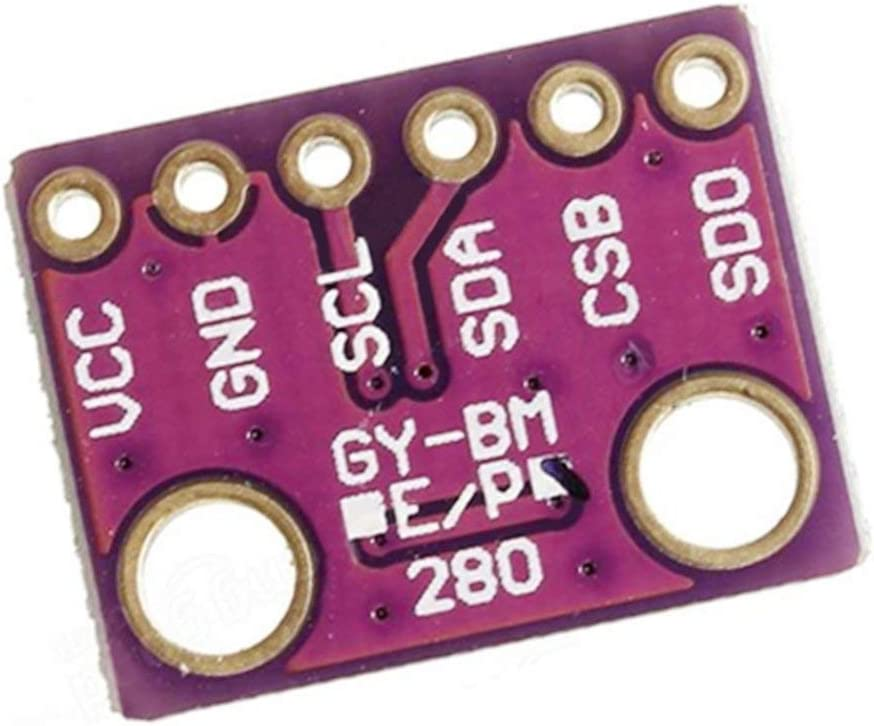 VCC
GND
SCL
SDA
CSB
SDO
GY-BM
■E/P■
280